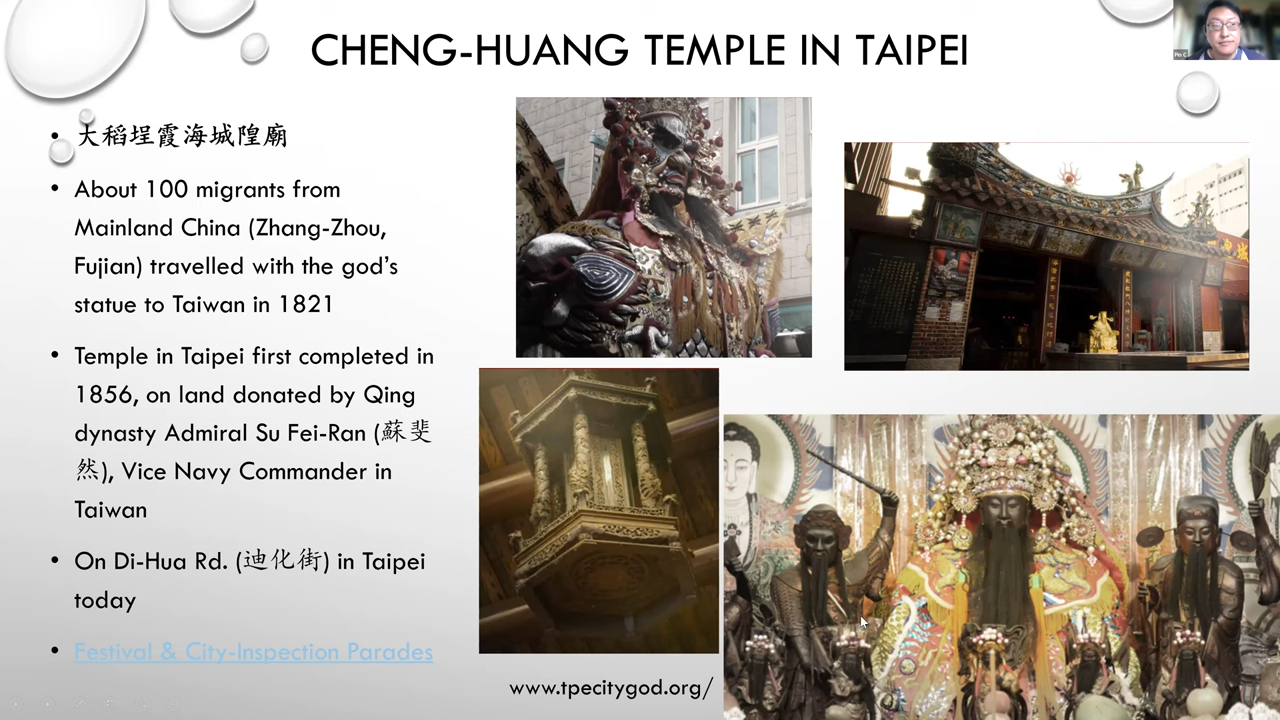 CHENG-HUANG TEMPLE IN TAIPEI
大稻埕霞海城隍廟
About 100 migrants from
Mainland China (Zhang-Zhou,
Fujian) travelled with the god's
statue to Taiwan in 1821
Temple in Taipei first completed in
1856, on land donated by Qing
dynasty Admiral Su Fei-Ran (蘇斐
然), Vice Navy Commander in
Taiwan
On Di-Hua Rd. (迪化街) in Taipei
today
Festival & City-Inspection Parades
www.tpecitygod.org/